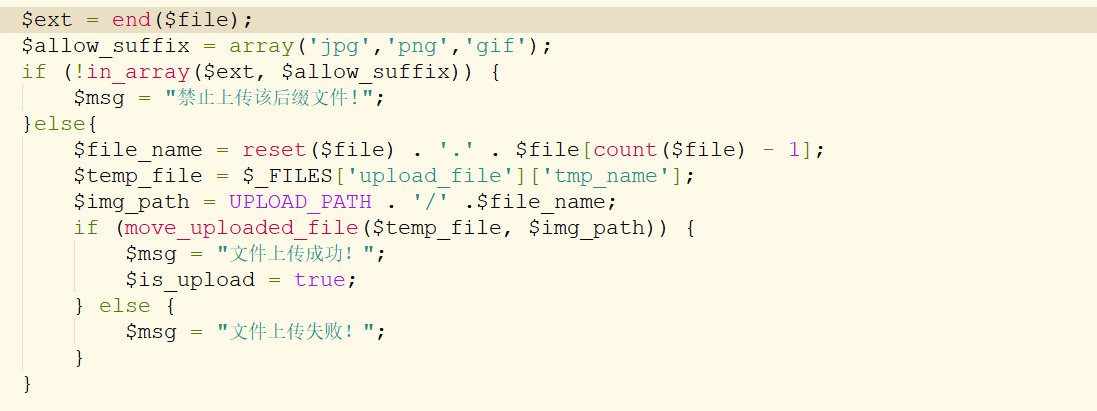 $ext = end($file);
$allow_suffix = array('jpg','png','gif');
if (!in_array($ext, $allow_suffix)) {
    $msg = "禁止上传该后缀文件!";
}else{
    $file_name = reset($file) . '.' . $file[count($file) - 1];
    $temp_file = $_FILES['upload_file']['tmp_name'];
    $img_path = UPLOAD_PATH . '/' .$file_name;
    if (move_uploaded_file($temp_file, $img_path)) {
        $msg = "文件上传成功！";
        $is_upload = true;
    } else {
        $msg = "文件上传失败！";
    }
}